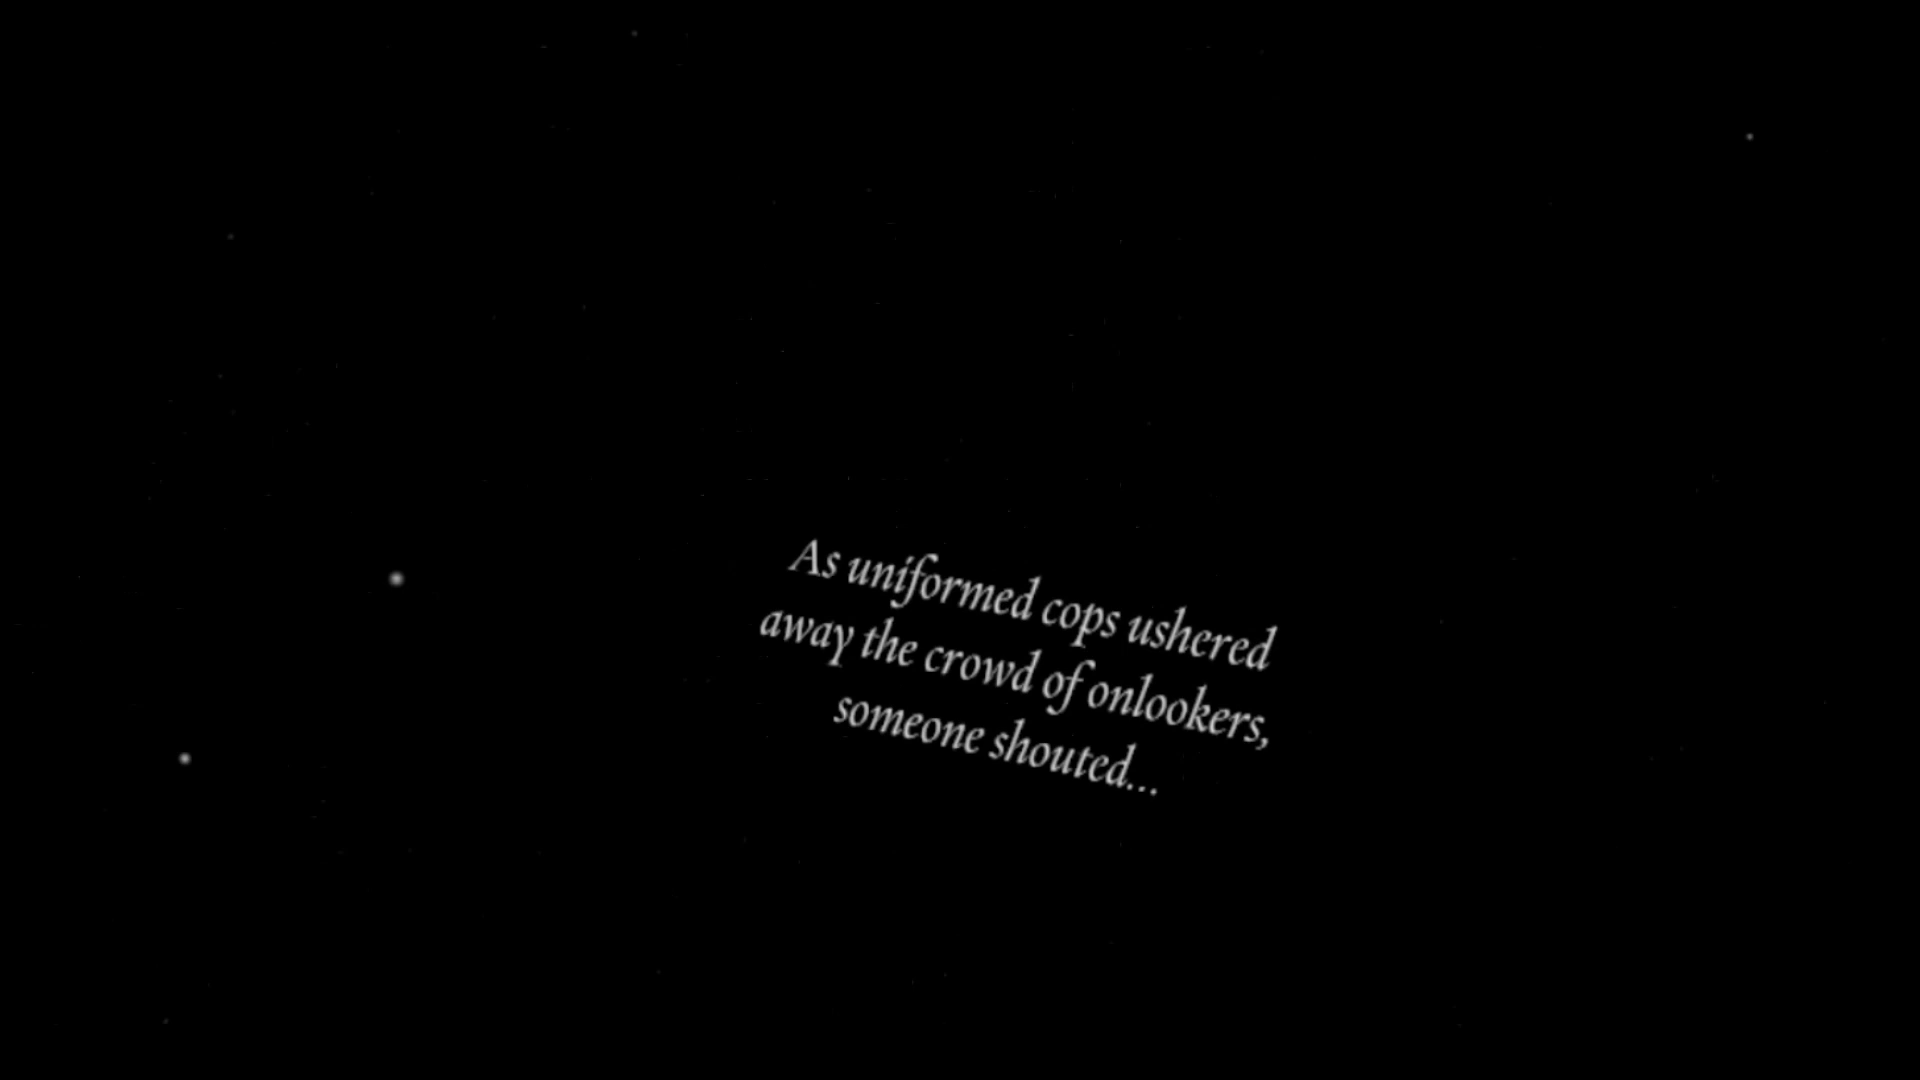 As uniformed cops ushered
away the crowd of onlookers,
someone shouted...